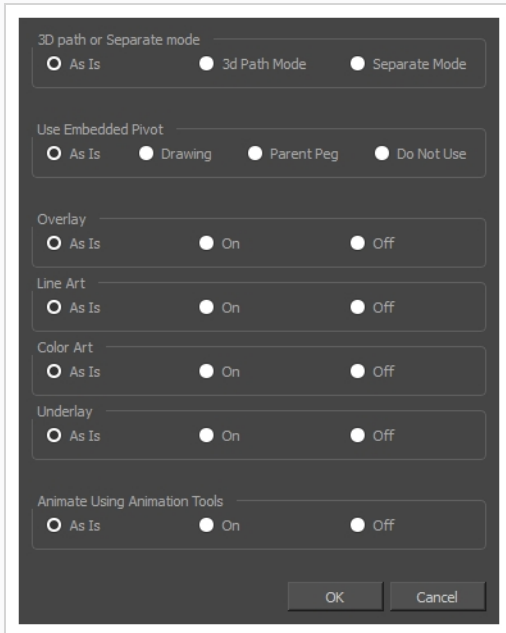 3D path or Separate mode
As Is 3d Path Mode Separate Mode
Use Embedded Pivot
As Is Drawing Parent Peg Do Not Use
Overlay
As Is On Off
Line Art
As Is On Off
Color Art
As Is On Off
Underlay
As Is On Off
Animate Using Animation Tools
As Is On Off
OK Cancel